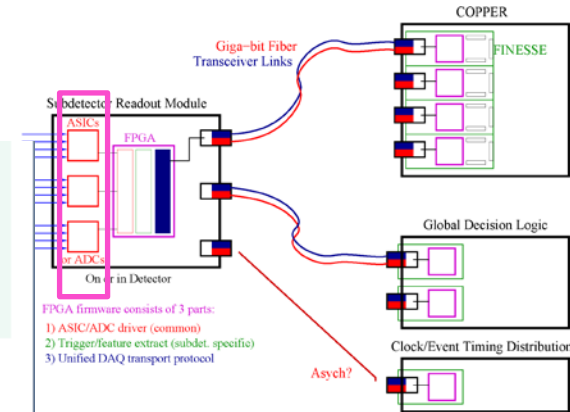 COPPER
Giga-bit Fiber
Transceiver Links
FINESSE
Subdetector Readout Module
ASICs
FPGA
or ADCs
On or in Detector
Global Decision Logic
FPGA firmware consists of 3 parts:
1) ASIC/ADC driver (common)
2) Trigger/feature extract (subdet. specific)
3) Unified DAQ transport protocol
Clock/Event Timing Distribution
Asych?